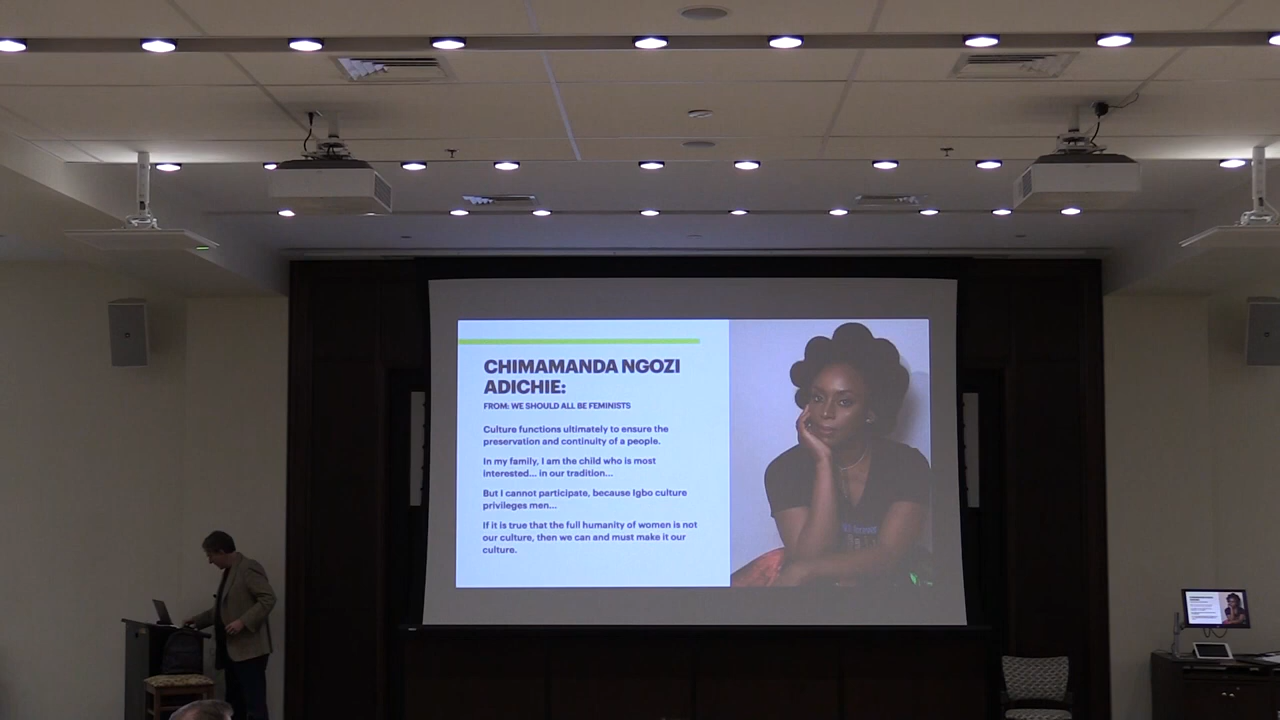 CHIMAMANDA NGOZI
ADICHIE:
FROM: WE SHOULD ALL BE FEMINISTS
Culture functions ultimately to ensure the
preservation and continuity of a people.
In my family, I am the child who is most
interested... in our tradition...
But I cannot participate, because Igbo culture
privileges men...
If it is true that the full humanity of women is not
our culture, then we can and must make it our
culture.